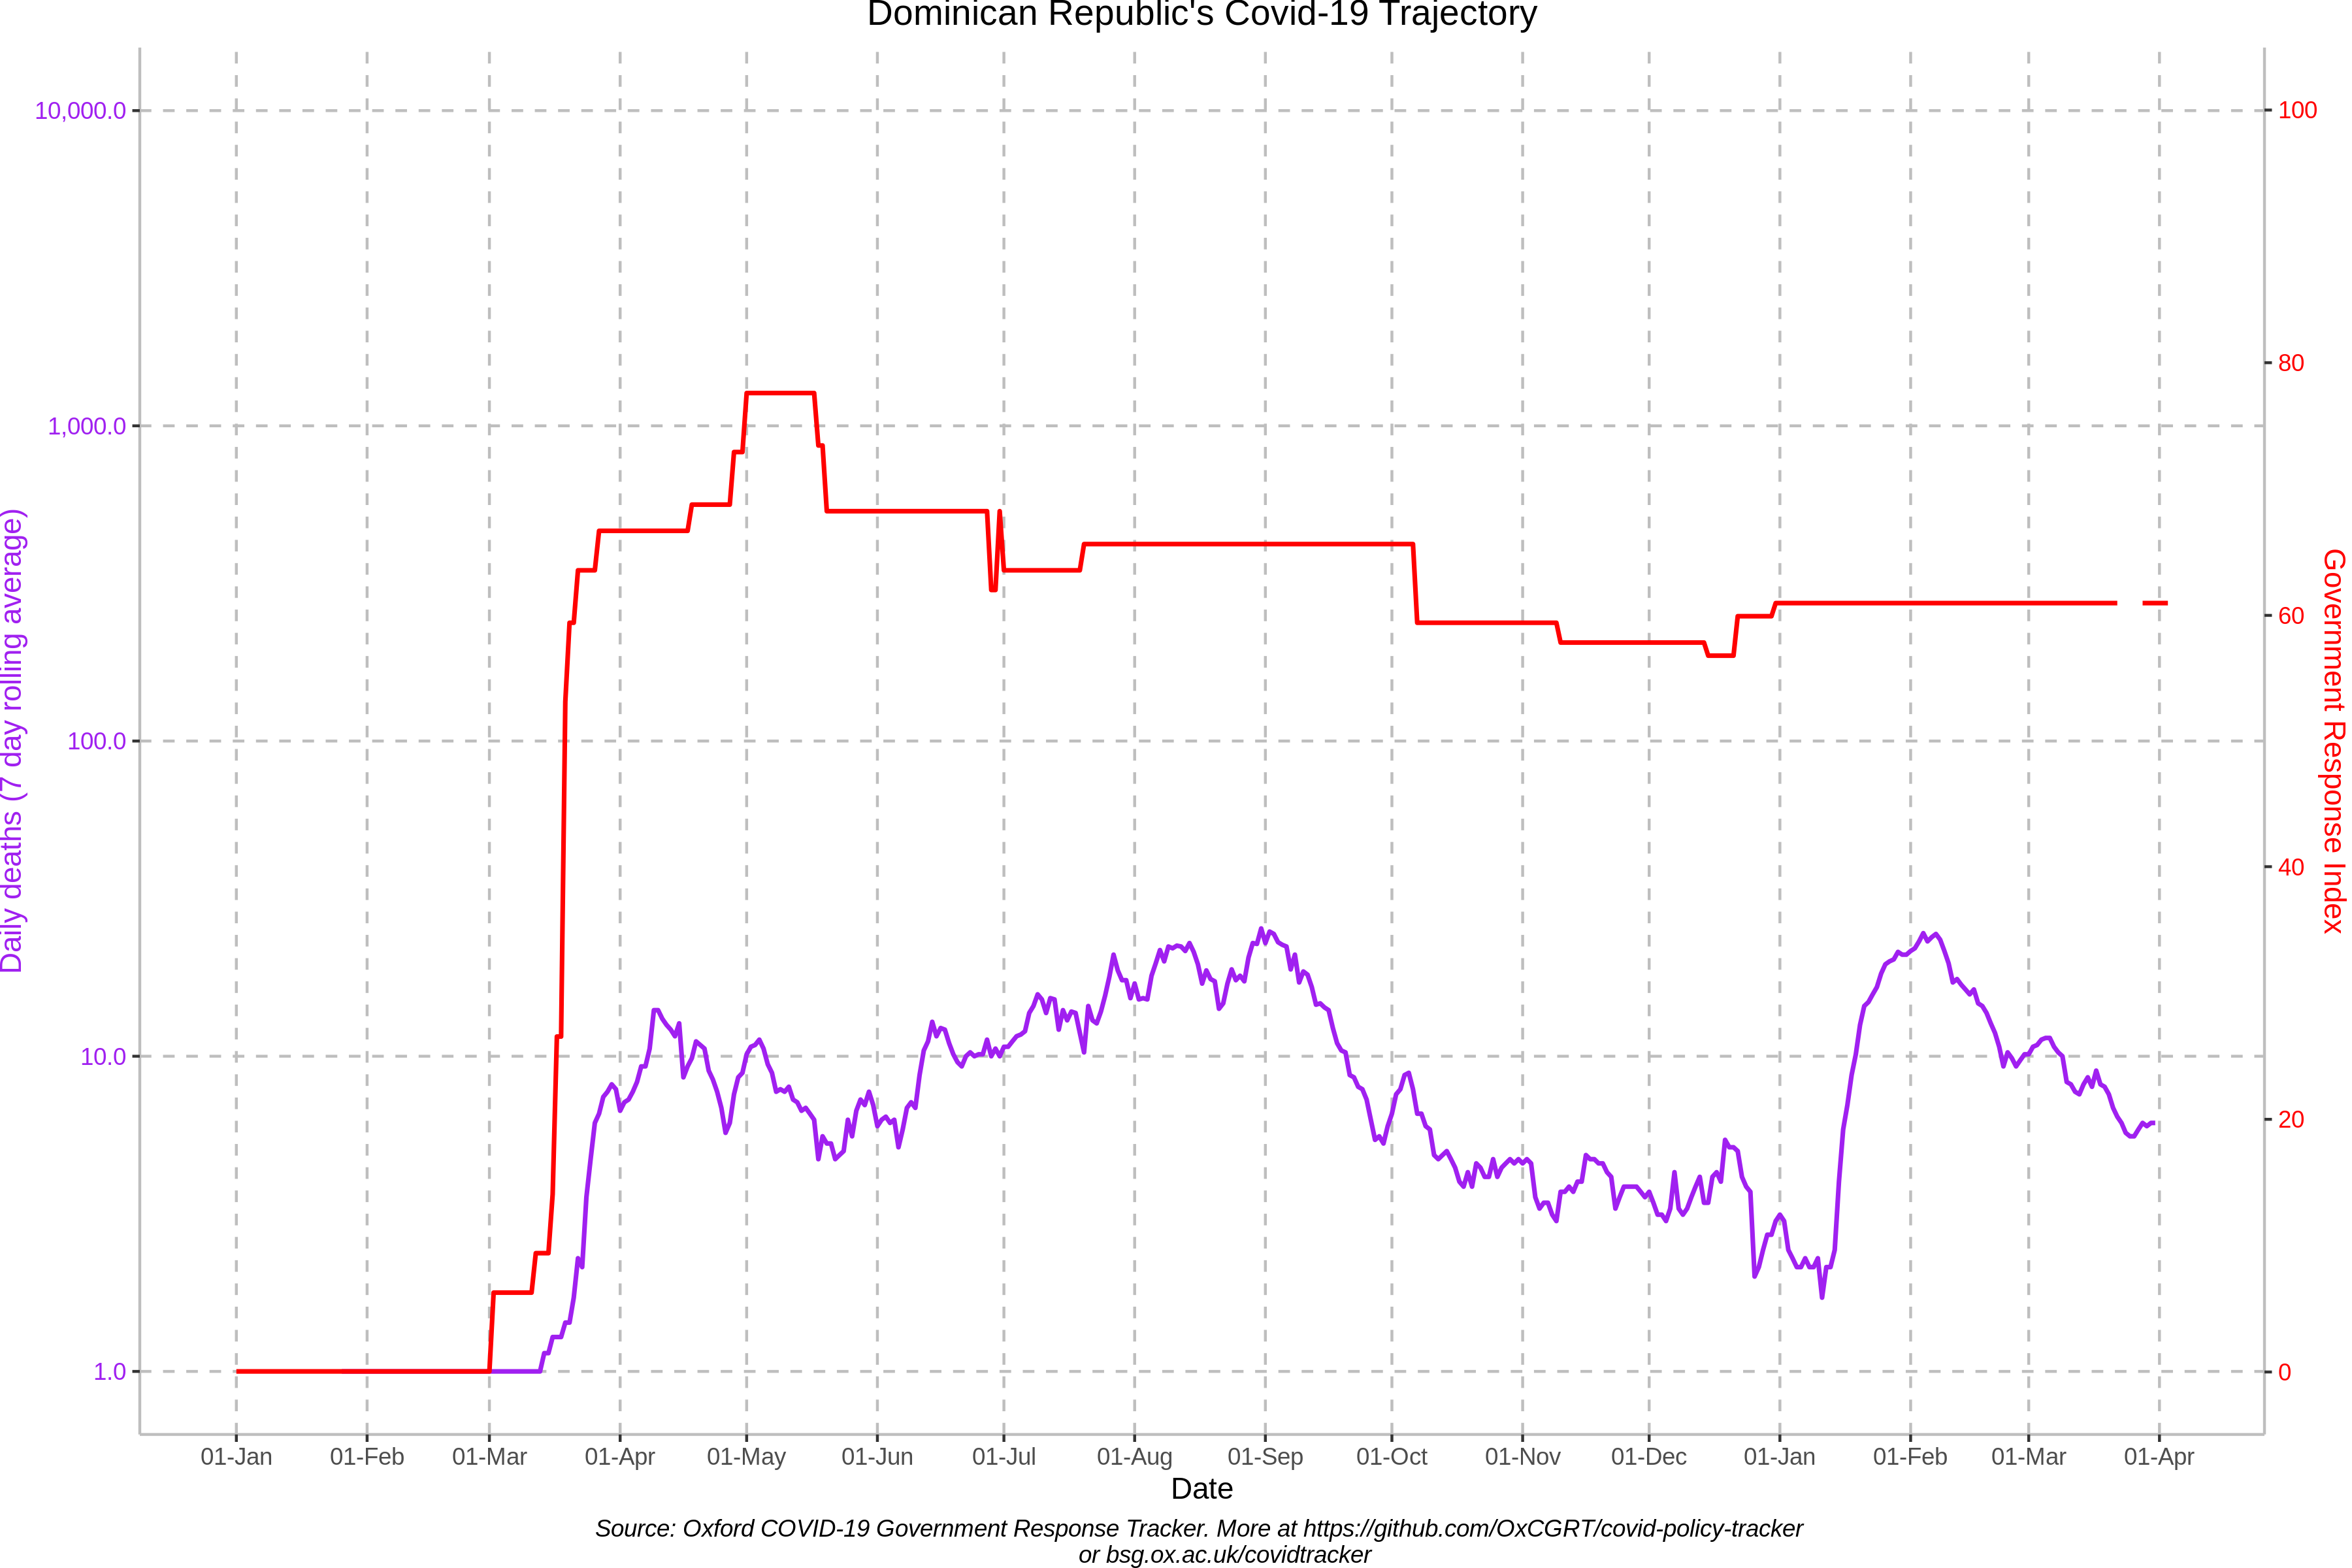 Dominican Republic's Covid-19 Trajectory
10,000.0
1,000.0
100.0
10.0
1.0
Daily deaths (7 day rolling average)
100
80
60
40
20
0
Government Response Index
01-Jan 01-Feb 01-Mar 01-Apr 01-May 01-Jun 01-Jul 01-Aug 01-Sep 01-Oct 01-Nov 01-Dec 01-Jan 01-Feb 01-Mar 01-Apr
Date
Source: Oxford COVID-19 Government Response Tracker. More at https://github.com/OxCGRT/covid-policy-tracker
or bsg.ox.ac.uk/covidtracker